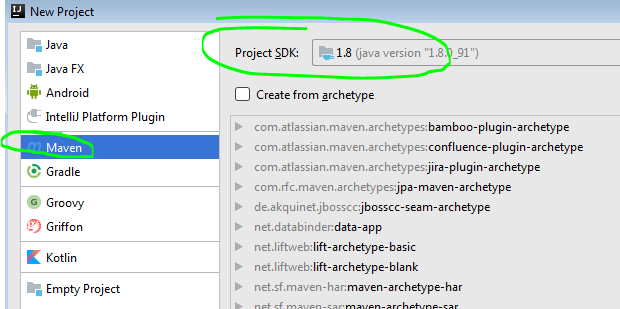 New Project
Java
Java FX
Android
IntelliJ Platform Plugin
Maven
Gradle
Groovy
Griffon
Kotlin
Empty Project
Project SDK: 1.8 (java version "1.8.0_91")
Create from archetype
com.atlassian.maven.archetypes:bamboo-plugin-archetype
com.atlassian.maven.archetypes:confluence-plugin-archetype
com.atlassian.maven.archetypes:jira-plugin-archetype
com.rfc.maven.archetypes:jpa-maven-archetype
de.akquinet.jbosscc:jbosscc-seam-archetype
net.databinder:data-app
net.liftweb:lift-archetype-basic
net.liftweb:lift-archetype-blank
net.sf.maven-har:maven-archetype-har
net.sf.maven-sar:maven-archetype-sar